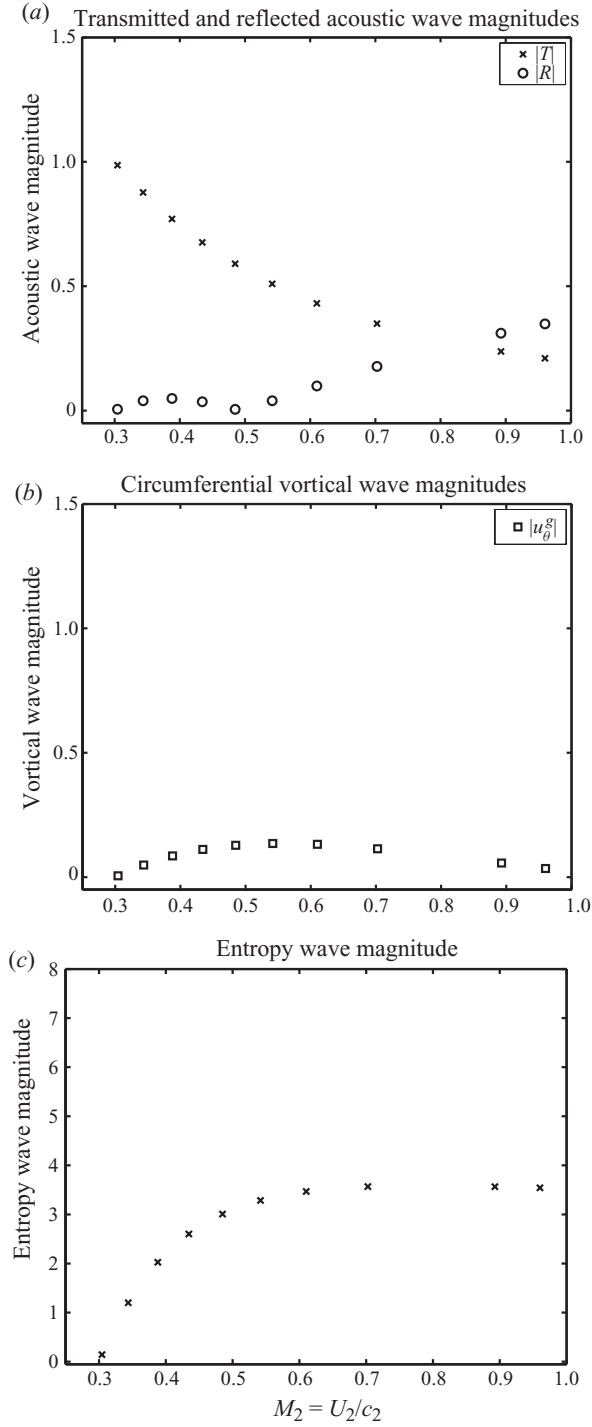 (a) Transmitted and reflected acoustic wave magnitudes
1.5
|T|
|R|
1.0
0.5
0
Acoustic wave magnitude
0.3 0.4 0.5 0.6 0.7 0.8 0.9 1.0
(b) Circumferential vortical wave magnitudes
1.5
|u_θ^g|
1.0
0.5
0
Vortical wave magnitude
0.3 0.4 0.5 0.6 0.7 0.8 0.9 1.0
(c) Entropy wave magnitude
8
7
6
5
4
3
2
1
0
Entropy wave magnitude
0.3 0.4 0.5 0.6 0.7 0.8 0.9 1.0
M₂ = U₂/c₂